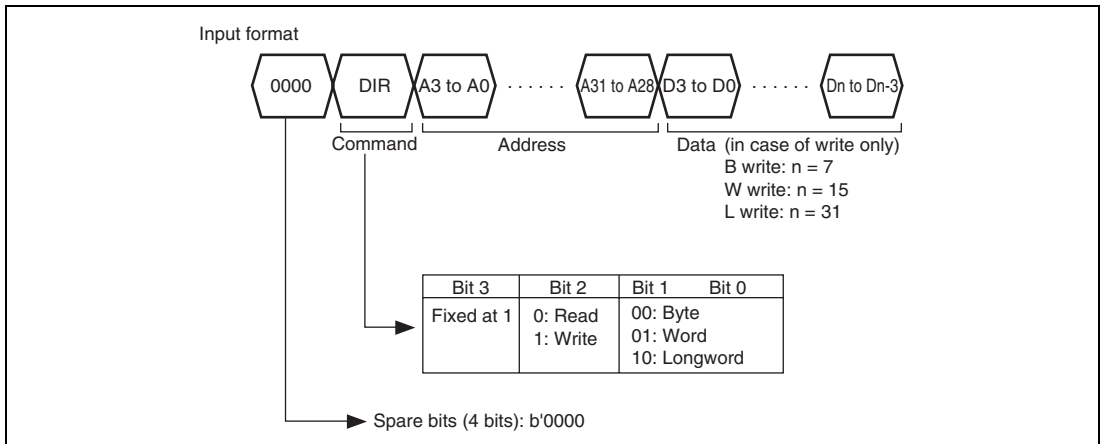 Input format
0000 DIR A3 to A0 · · · · · · A31 to A28 D3 to D0 · · · · · · Dn to Dn-3
Command Address Data (in case of write only)
B write: n = 7
W write: n = 15
L write: n = 31
Bit 3 Bit 2 Bit 1 Bit 0
Fixed at 1 0: Read 00: Byte
1: Write 01: Word
10: Longword
Spare bits (4 bits): b'0000